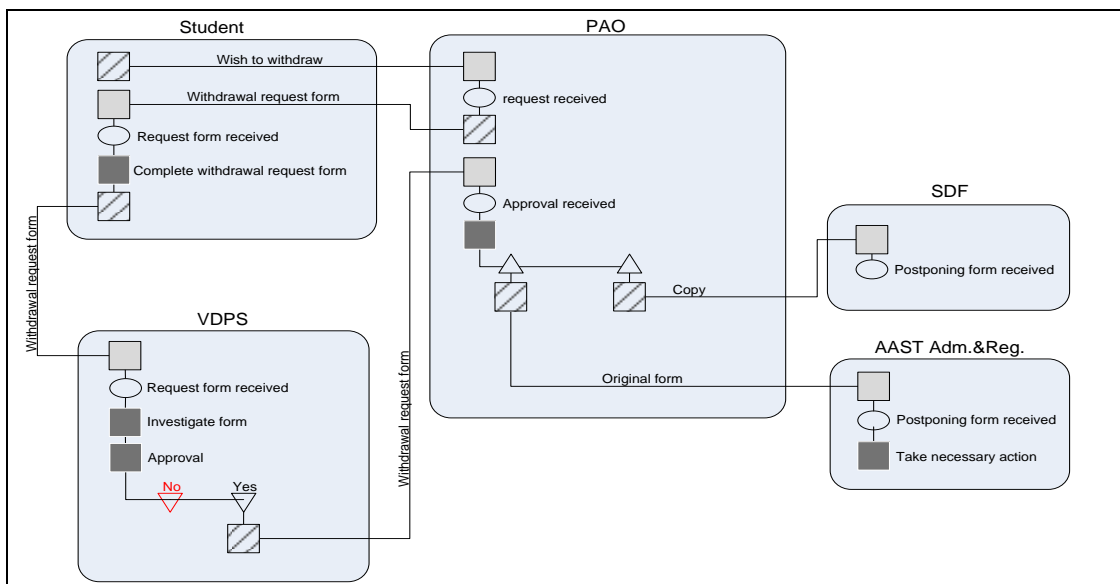 Student
Wish to withdraw
Withdrawal request form
Request form received
Complete withdrawal request form
Withdrawal request form
PAO
request received
Approval received
Copy
Original form
Withdrawal request form
SDF
Postponing form received
VDPS
Request form received
Investigate form
Approval
No
Yes
AAST Adm.&Reg.
Postponing form received
Take necessary action